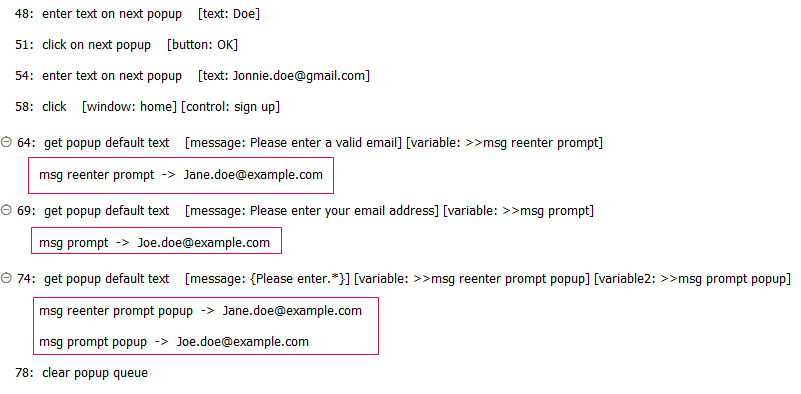 48: enter text on next popup [text: Doe]
51: click on next popup [button: OK]
54: enter text on next popup [text: Jonnie.doe@gmail.com]
58: click [window: home] [control: sign up]
64: get popup default text [message: Please enter a valid email] [variable: >>msg reenter prompt]
msg reenter prompt -> Jane.doe@example.com
69: get popup default text [message: Please enter your email address] [variable: >>msg prompt]
msg prompt -> Joe.doe@example.com
74: get popup default text [message: {Please enter.*}] [variable: >>msg reenter prompt popup] [variable2: >>msg prompt popup]
msg reenter prompt popup -> Jane.doe@example.com
msg prompt popup -> Joe.doe@example.com
78: clear popup queue